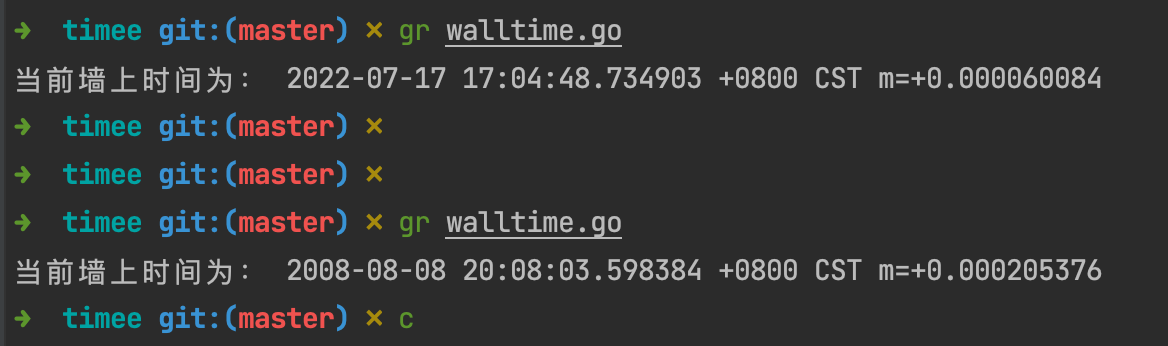 ➜  timee git:(master) ✗ gr walltime.go
当前墙上时间为： 2022-07-17 17:04:48.734903 +0800 CST m=+0.000060084
➜  timee git:(master) ✗
➜  timee git:(master) ✗
➜  timee git:(master) ✗ gr walltime.go
当前墙上时间为： 2008-08-08 20:08:03.598384 +0800 CST m=+0.000205376
➜  timee git:(master) ✗ c